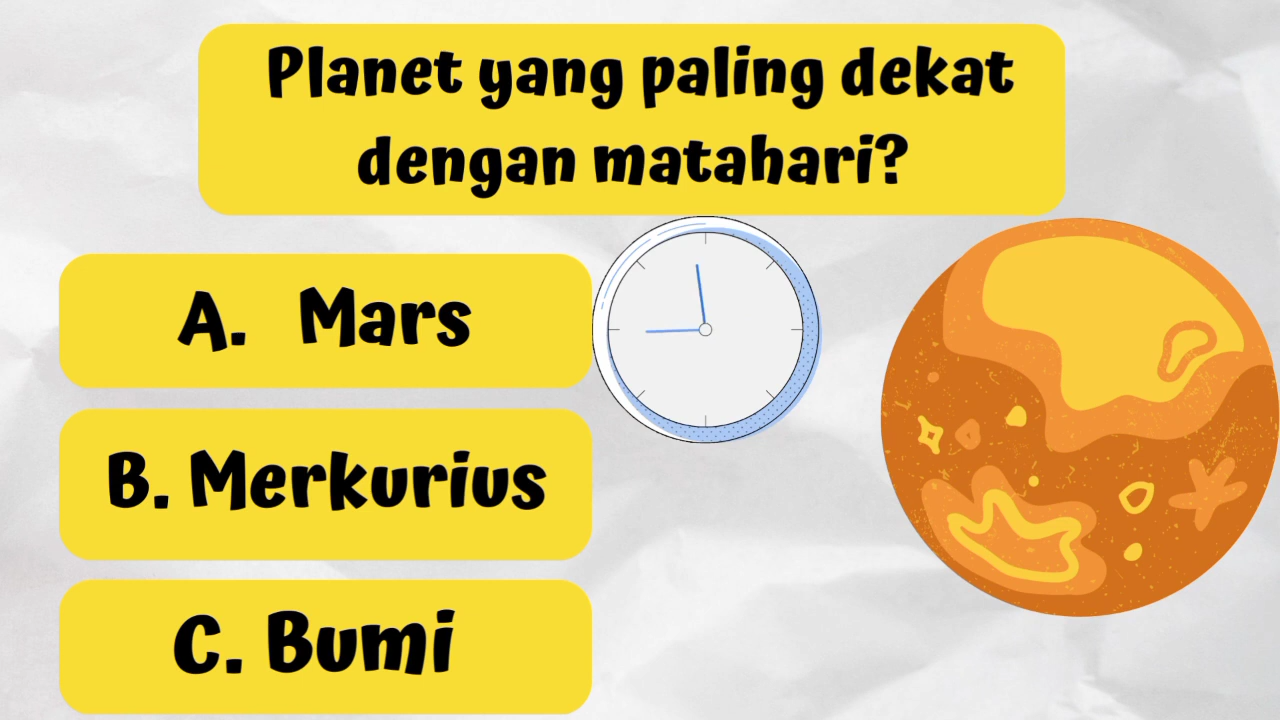 Planet yang paling dekat
dengan matahari?
A. Mars
B. Merkurius
C. Bumi